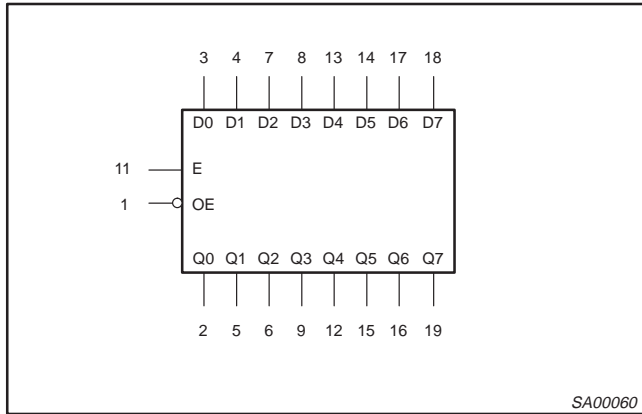 3 4 7 8 13 14 17 18
D0 D1 D2 D3 D4 D5 D6 D7
11 E
1 OE
Q0 Q1 Q2 Q3 Q4 Q5 Q6 Q7
2 5 6 9 12 15 16 19
SA00060